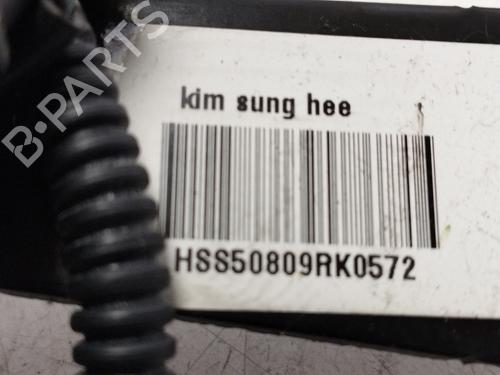 B-PARTS
kim sung hee
HSS50809RK0572